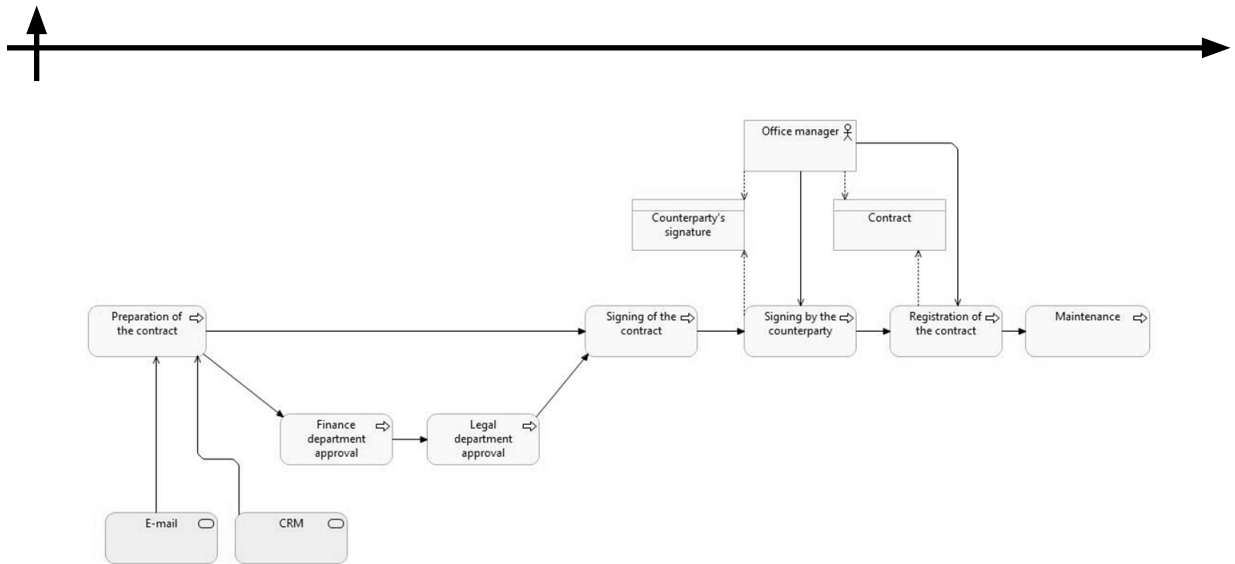 Office manager
Counterparty's
signature
Contract
Preparation of
the contract
Signing of the
contract
Signing by the
counterparty
Registration of
the contract
Maintenance
Finance
department
approval
Legal
department
approval
E-mail
CRM